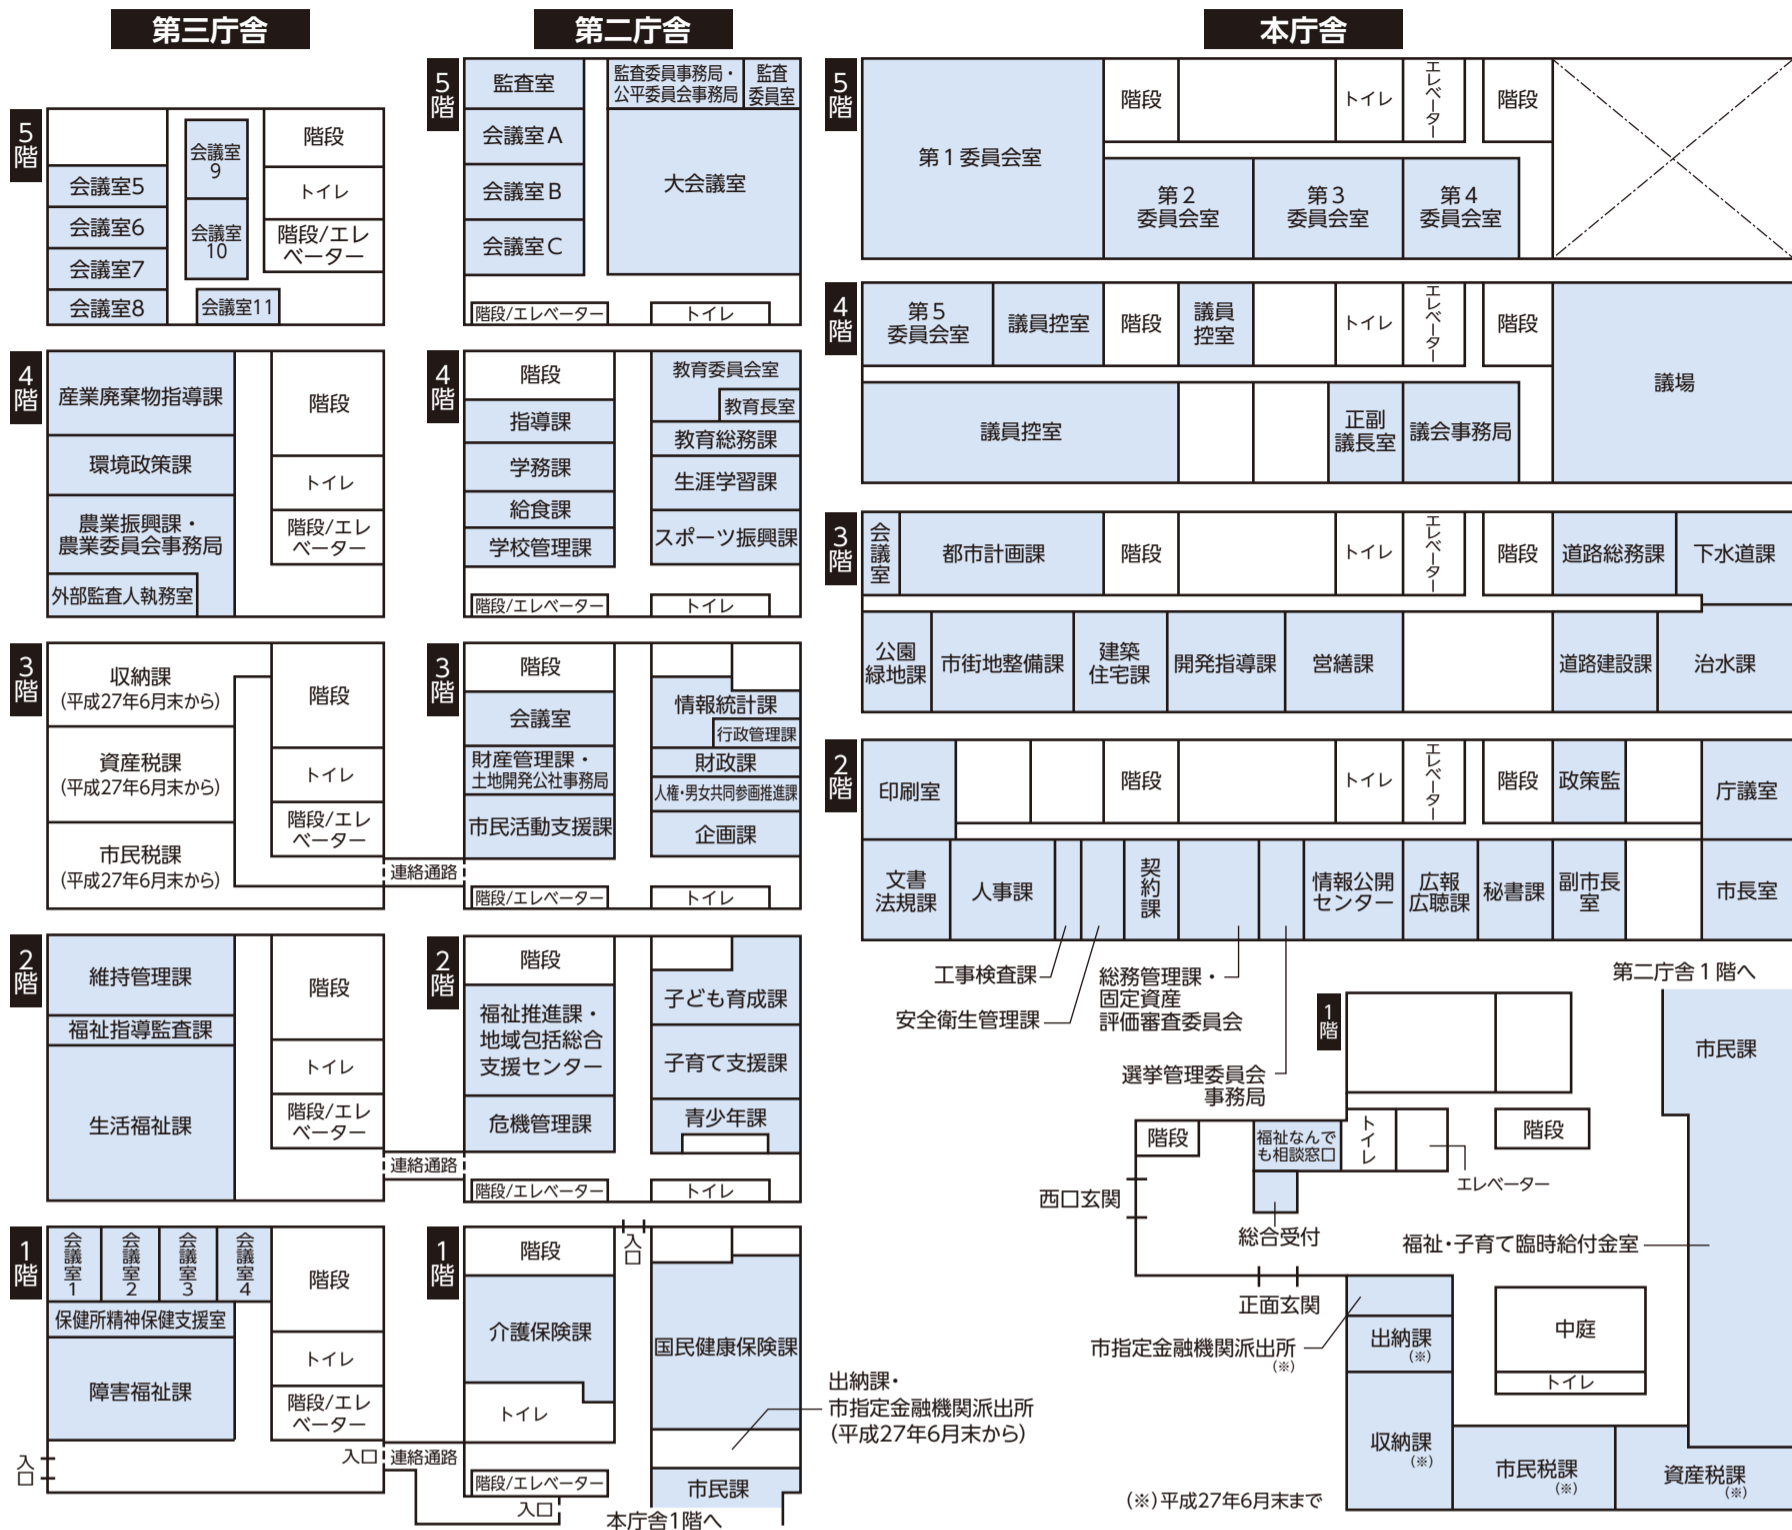 第三庁舎
5階
会議室5
会議室6
会議室7
会議室8
会議室
9
会議室
10
会議室11
階段
トイレ
階段/エレ
ベーター
4階
産業廃棄物指導課
環境政策課
農業振興課・
農業委員会事務局
外部監査人執務室
階段
トイレ
階段/エレ
ベーター
3階
収納課
(平成27年6月末から)
資産税課
(平成27年6月末から)
市民税課
(平成27年6月末から)
階段
トイレ
階段/エレ
ベーター
連絡通路
2階
維持管理課
福祉指導監査課
生活福祉課
階段
トイレ
階段/エレ
ベーター
連絡通路
1階
会議室1
会議室2
会議室3
会議室4
保健所精神保健支援室
障害福祉課
階段
トイレ
階段/エレ
ベーター
入口
入口
連絡通路
第二庁舎
5階
監査室
会議室A
会議室B
会議室C
監査委員事務局・
公平委員会事務局
監査
委員室
大会議室
階段/エレベーター
トイレ
4階
階段
指導課
学務課
給食課
学校管理課
教育委員会室
教育長室
教育総務課
生涯学習課
スポーツ振興課
階段/エレベーター
トイレ
3階
階段
会議室
財産管理課・
土地開発公社事務局
市民活動支援課
情報統計課
行政管理課
財政課
人権・男女共同参画推進課
企画課
階段/エレベーター
トイレ
2階
階段
福祉推進課・
地域包括総合
支援センター
危機管理課
子ども育成課
子育て支援課
青少年課
階段/エレベーター
トイレ
1階
階段
入口
介護保険課
トイレ
国民健康保険課
出納課・
市指定金融機関派出所
(平成27年6月末から)
市民課
階段/エレベーター
入口
本庁舎1階へ
本庁舎
5階
第1委員会室
階段
トイレ
エレベーター
階段
第2
委員会室
第3
委員会室
第4
委員会室
4階
第5
委員会室
議員控室
階段
議員
控室
トイレ
エレベーター
階段
議場
議員控室
正副
議長室
議会事務局
3階
会議室
都市計画課
階段
トイレ
エレベーター
階段
道路総務課
下水道課
公園
緑地課
市街地整備課
建築
住宅課
開発指導課
営繕課
道路建設課
治水課
2階
印刷室
階段
トイレ
エレベーター
階段
政策監
庁議室
文書
法規課
人事課
契約課
情報公開
センター
広報
広聴課
秘書課
副市長
室
市長室
工事検査課
安全衛生管理課
総務管理課・
固定資産
評価審査委員会
選挙管理委員会
事務局
第二庁舎1階へ
1階
市民課
階段
福祉なんで
も相談窓口
トイレ
階段
エレベーター
西口玄関
総合受付
福祉・子育て臨時給付金室
正面玄関
市指定金融機関派出所
(※)
出納課
(※)
中庭
トイレ
収納課
(※)
市民税課
(※)
資産税課
(※)
(※)平成27年6月末まで